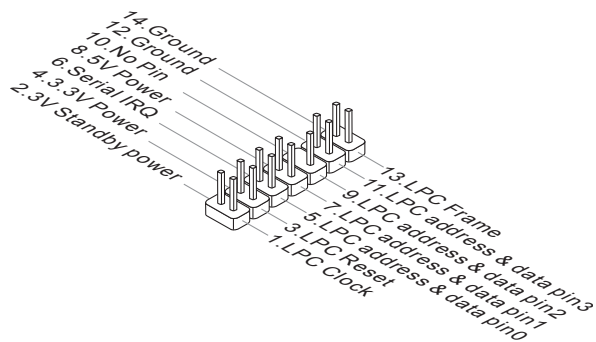 14.Ground
12.Ground
10.No Pin
8.5V Power
6.Serial IRQ
4.3.3V Power
2.3V Standby power
13.LPC Frame
11.LPC address & data pin3
9.LPC address & data pin2
7.LPC address & data pin1
5.LPC address & data pin0
3.LPC Reset
1.LPC Clock